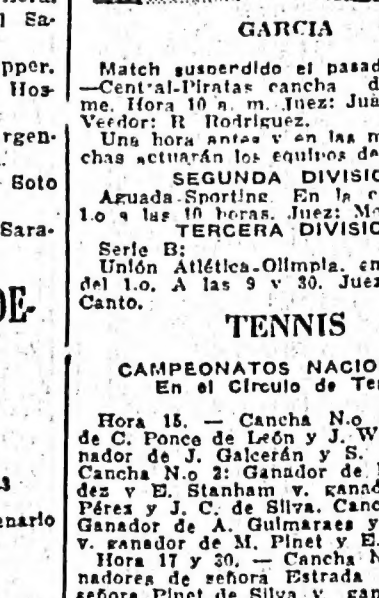 l Sa-
pper.
Hos-
rgen-
Soto
Sara-
DE-
enario
GARCIA
Match suspendido el pasad
—Central-Piratas cancha d
me. Hora 10 a. m. Juez: Jua
Veedor: R Rodríguez.
Una hora antes y en las m
chas actuarán los equipos de
SEGUNDA DIVISIO
Aguada-Sporting. En la c
1.o a las 10 horas. Juez: Mo
TERCERA DIVISIO
Serie B:
Unión Atlética-Olimpia. en
del 1.o. A las 9 y 30. Juez
Canto.
TENNIS
CAMPEONATOS NACIO
En el Círculo de Te
Hora 15. — Cancha N.o
de C. Ponce de León y J. W
nador de J. Galcerán y S.
Cancha N.o 2: Ganador de
dez y E. Stanham v. ganad
Pérez y J. C. de Silva. Canc
Ganador de A. Guimaraes y
v. ganador de M. Pinet y E.
Hora 17 y 30. — Cancha N
nadores de señora Estrada
señora Pinet de Silva v. gan